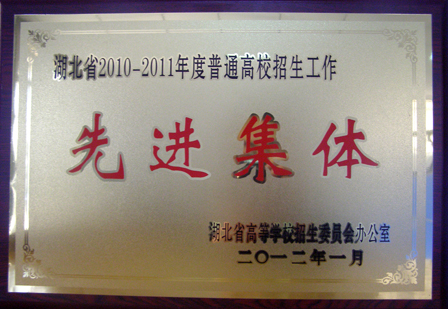 湖北省2010-2011年度普通高校招生工作
先进集体
湖北省高等学校招生委员会办公室
二〇一二年一月